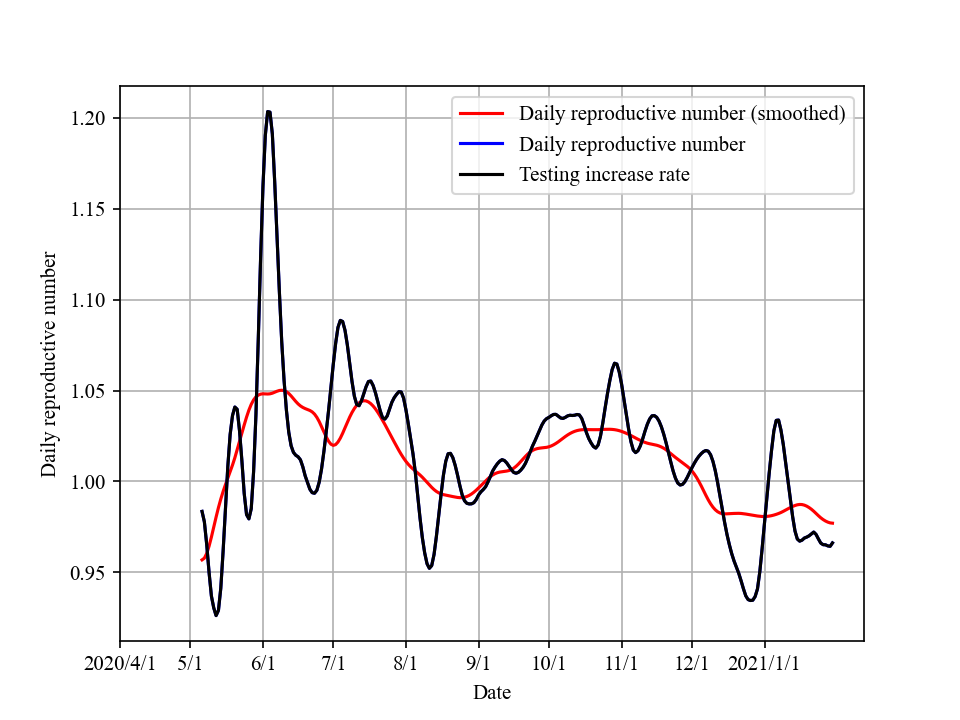 Daily reproductive number (smoothed)
Daily reproductive number
Testing increase rate
1.20
1.15
1.10
1.05
1.00
0.95
Daily reproductive number
2020/4/1 5/1 6/1 7/1 8/1 9/1 10/1 11/1 12/1 2021/1/1
Date